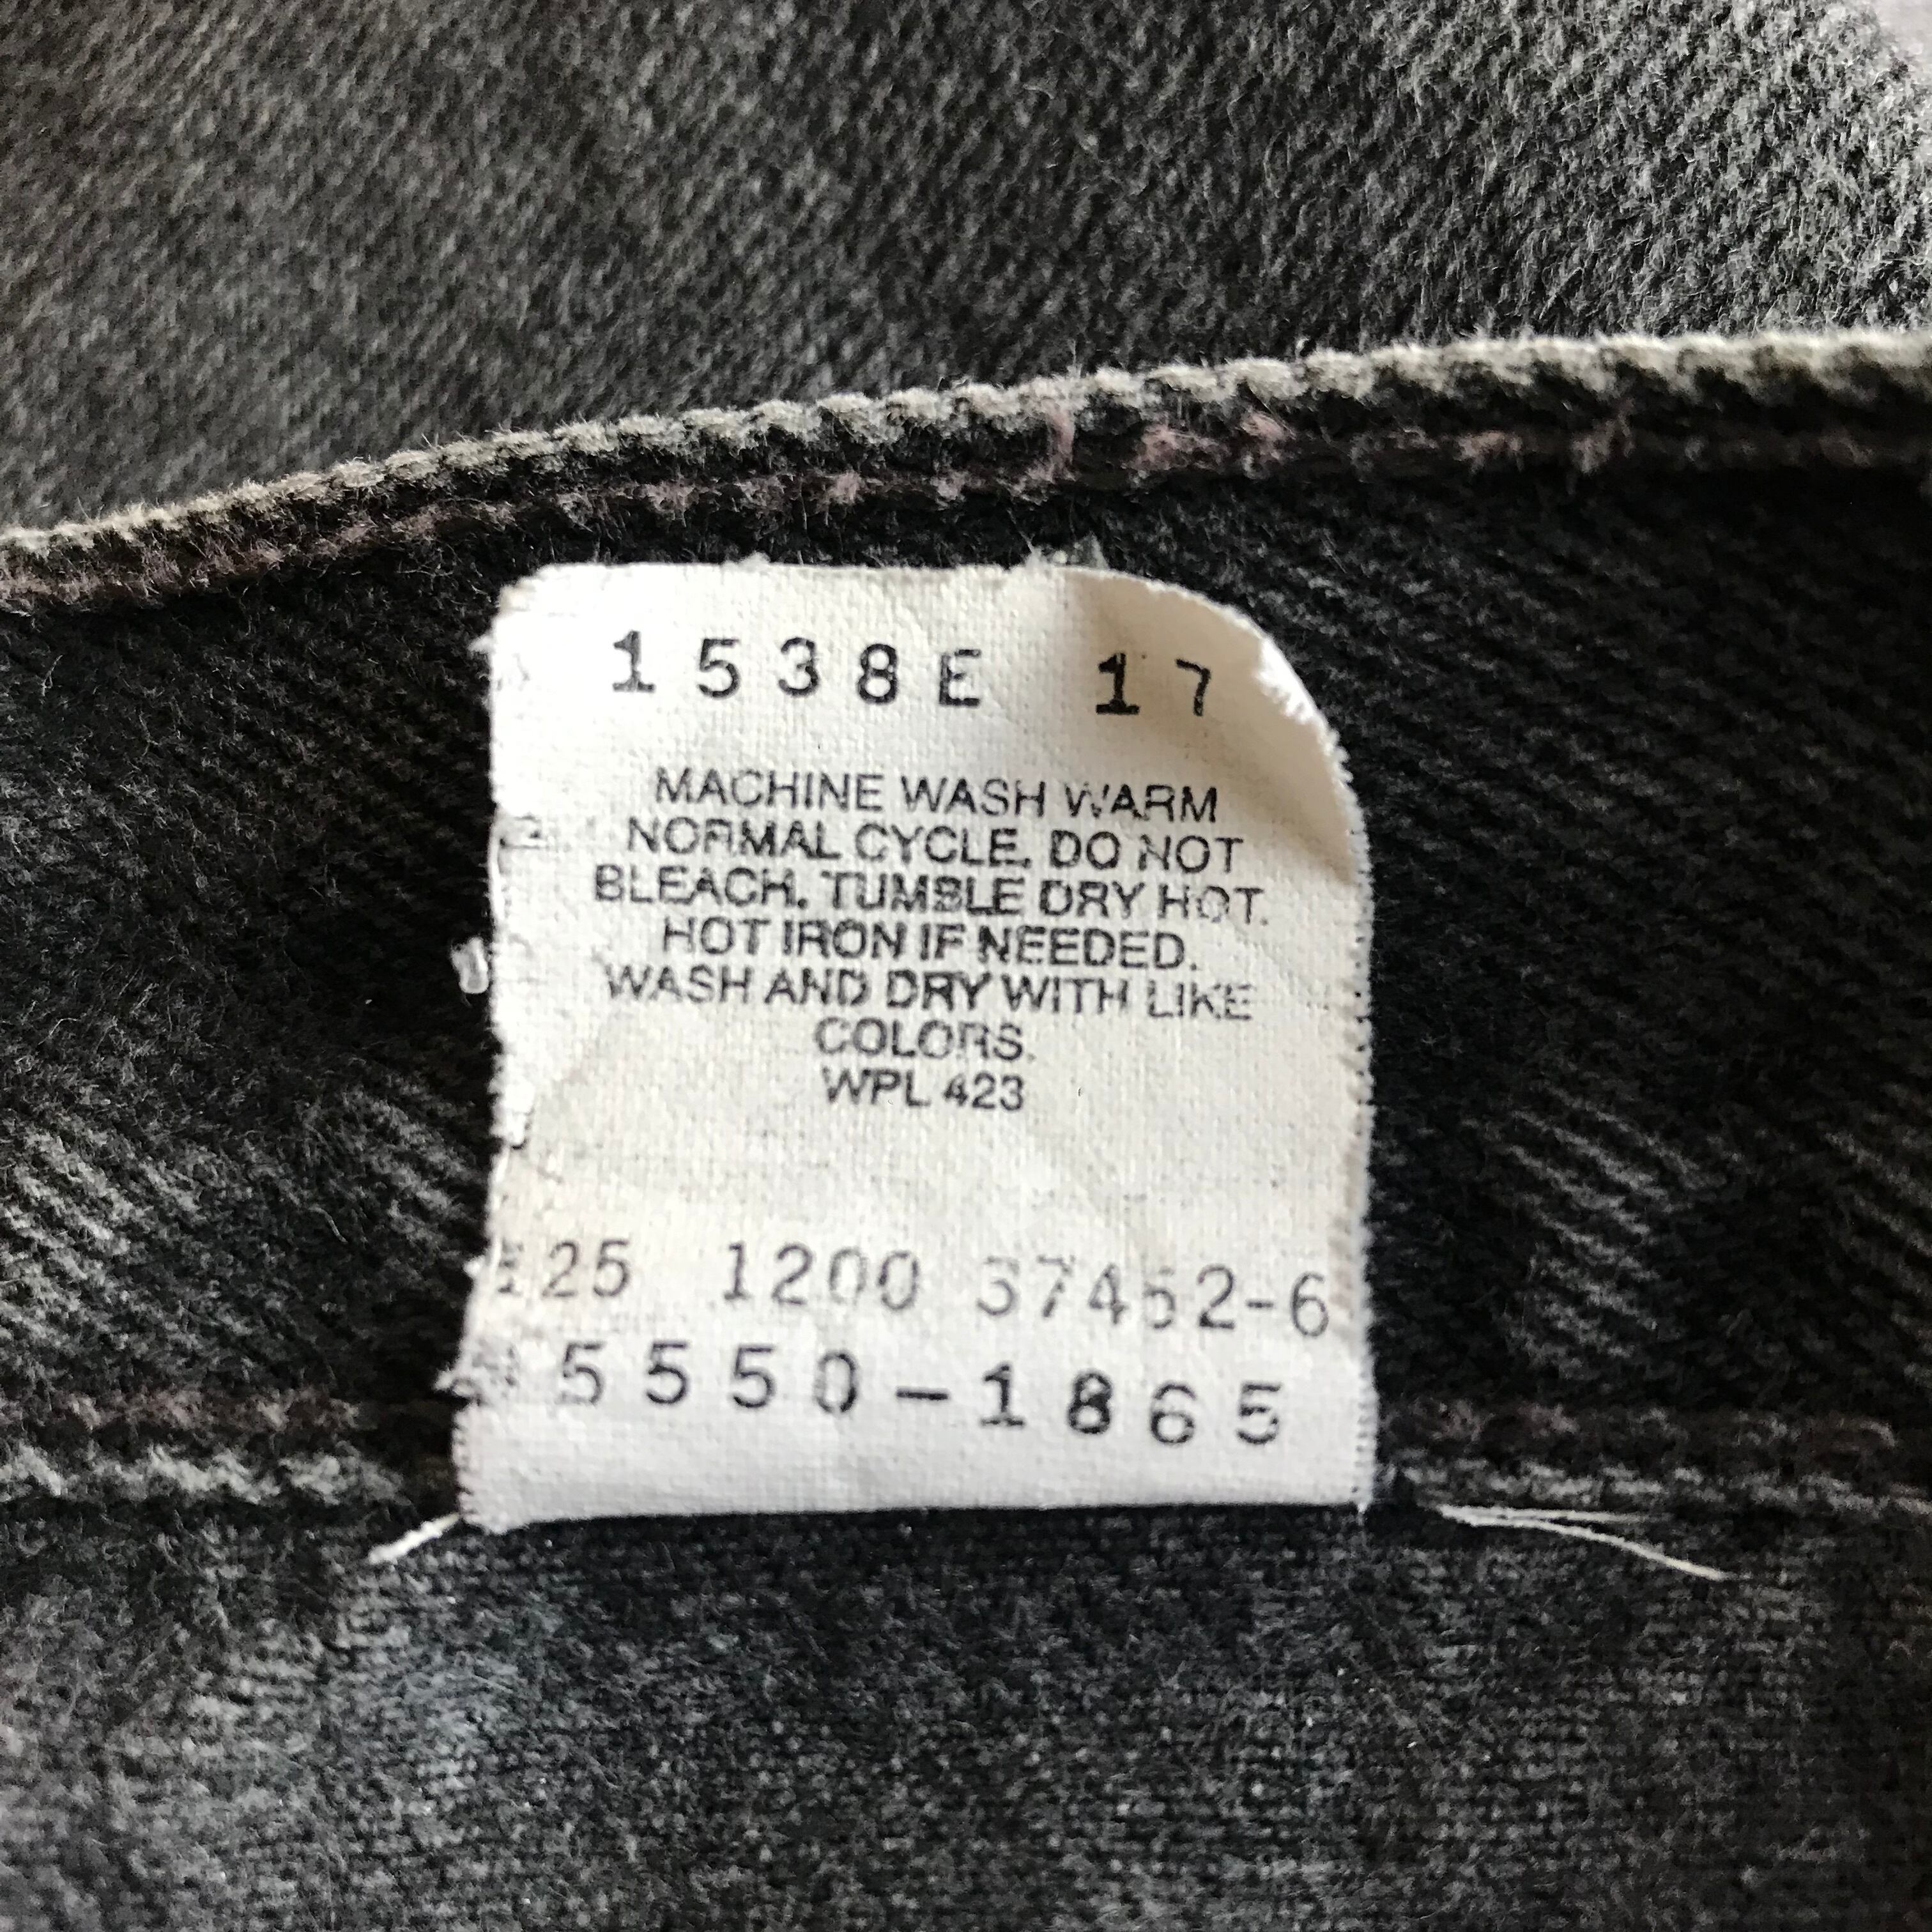 1538E 17
MACHINE WASH WARM
NORMAL CYCLE. DO NOT
BLEACH. TUMBLE DRY HOT.
HOT IRON IF NEEDED.
WASH AND DRY WITH LIKE
COLORS.
WPL 423
1200 37452-6
5550-1865